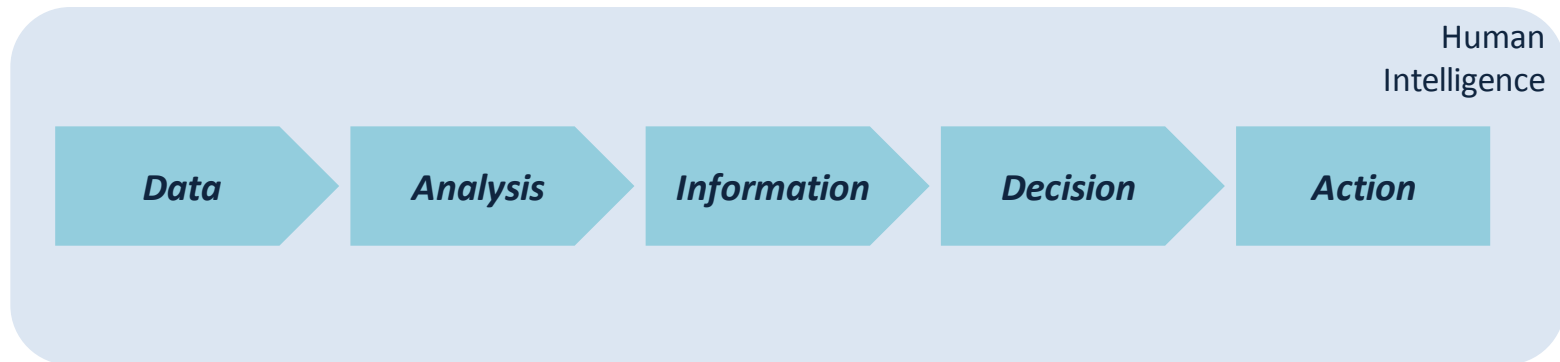 Human
Intelligence
Data
Analysis
Information
Decision
Action